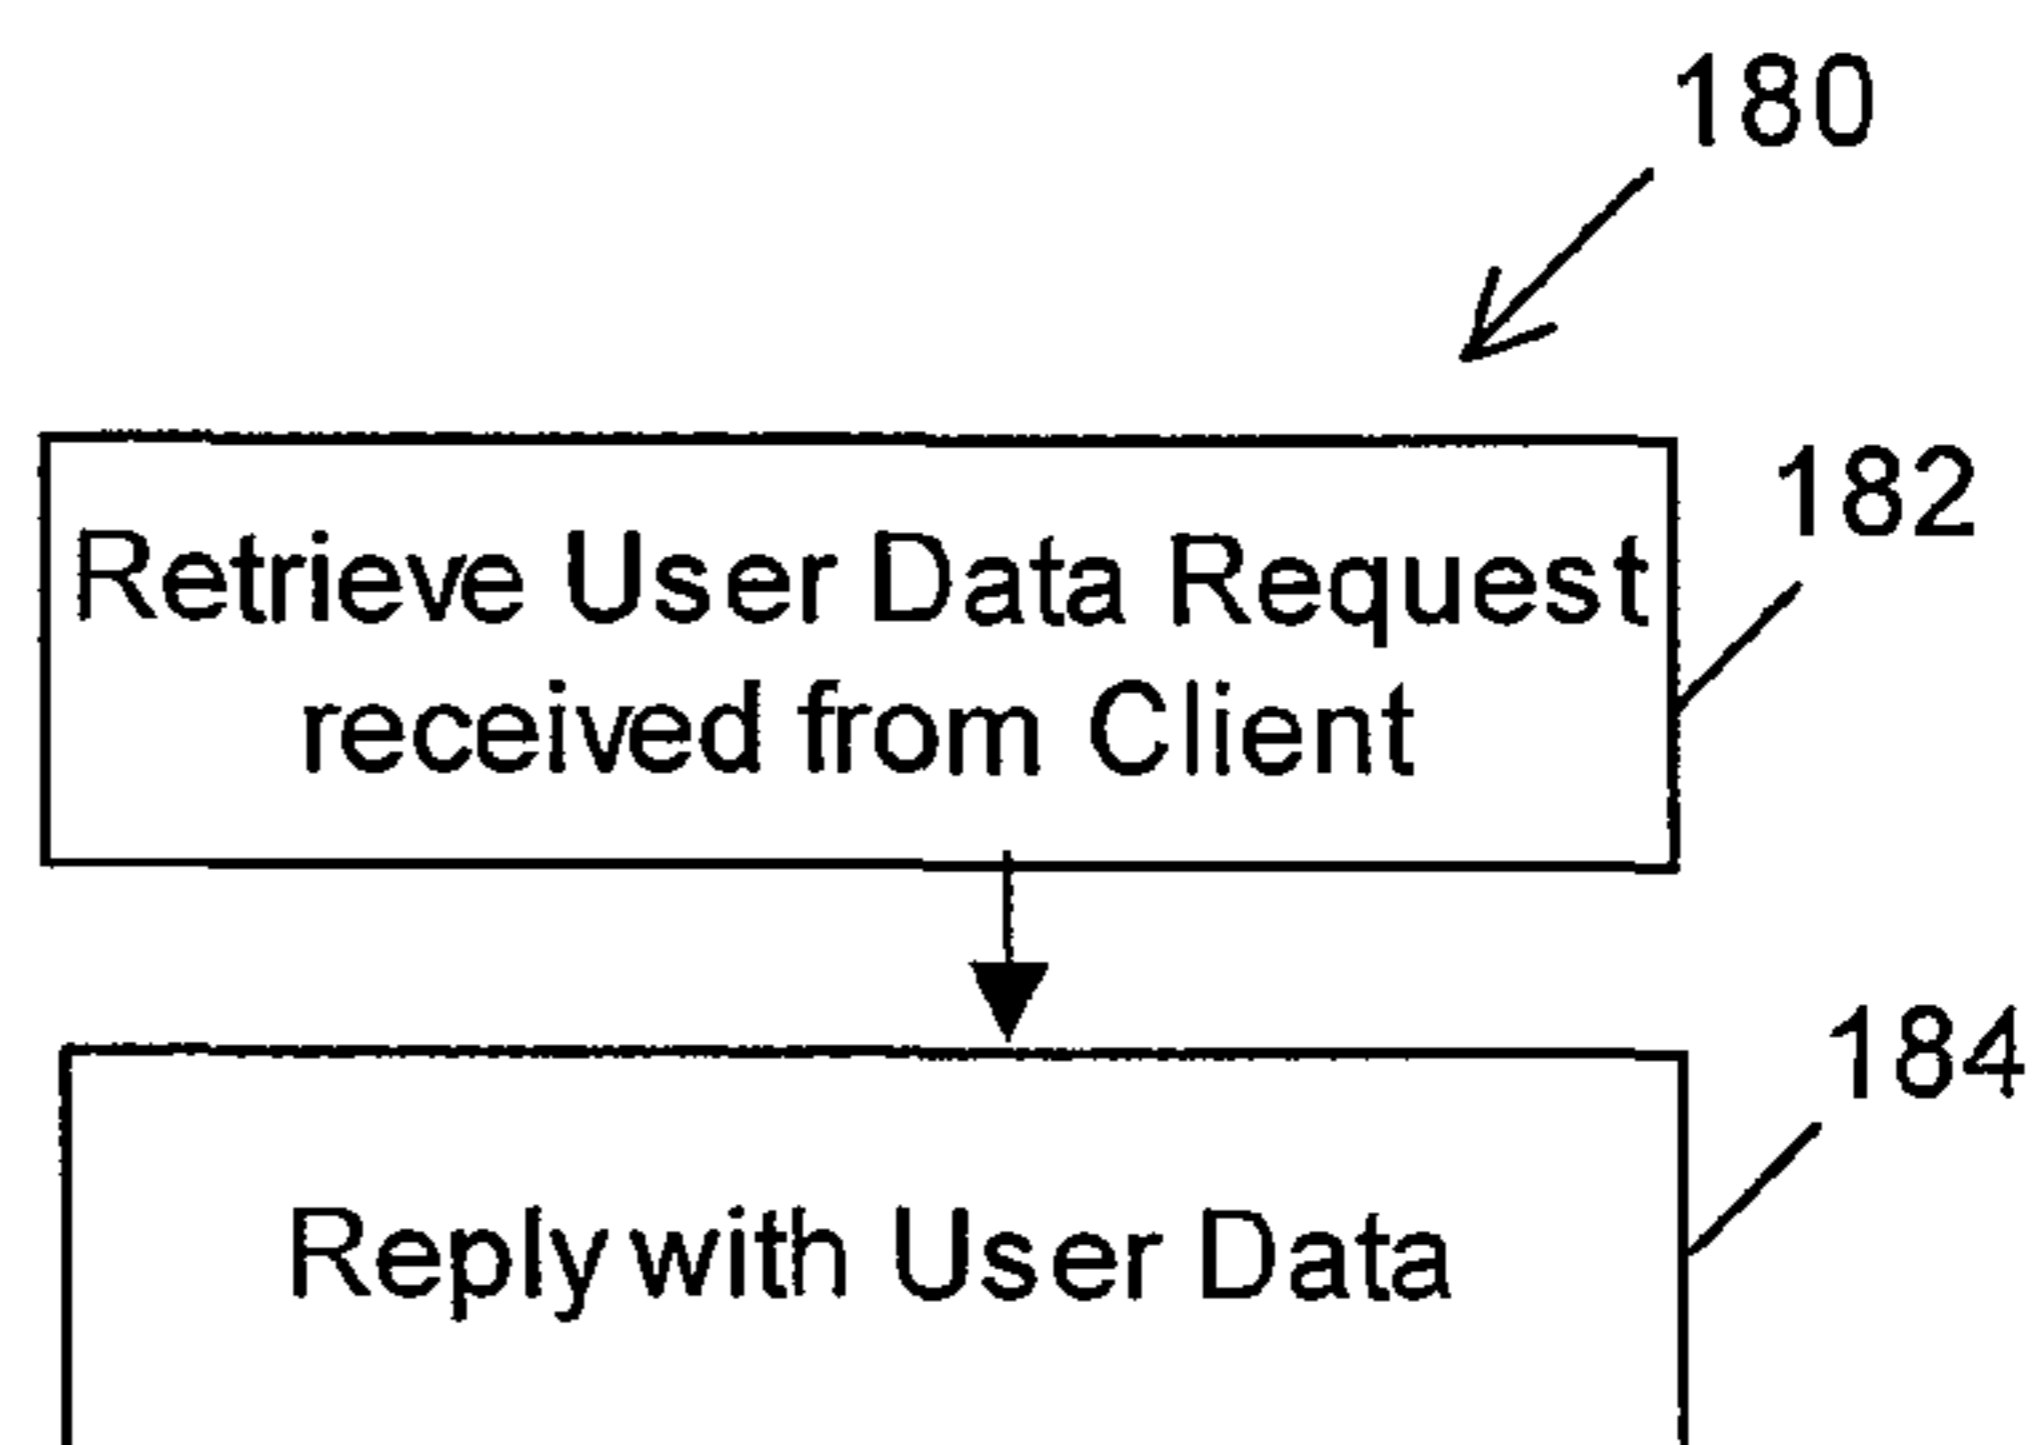 180
182
Retrieve User Data Request
received from Client
184
Reply with User Data